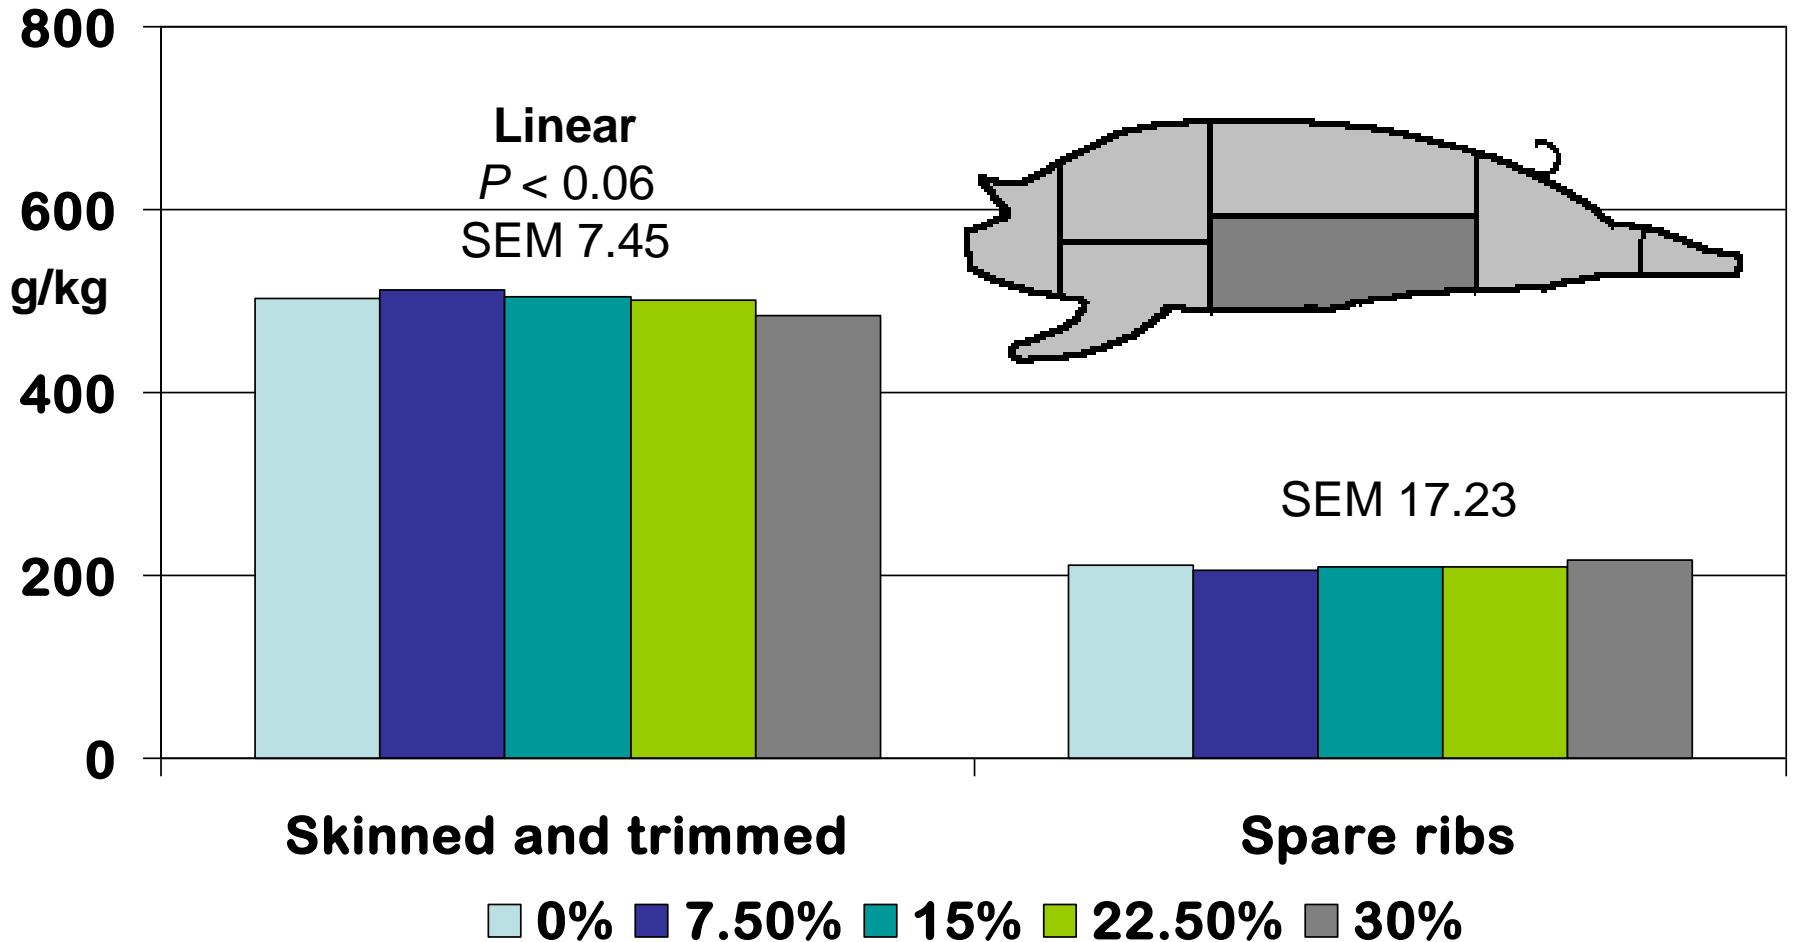 800
Linear
P < 0.06
600
SEM 7.45
g/kg
400
SEM 17.23
200
0
Skinned and trimmed Spare ribs
0% 7.50% 15% 22.50% 30%